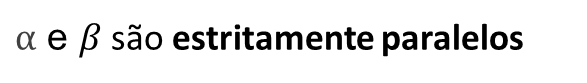 α e β são estritamente paralelos